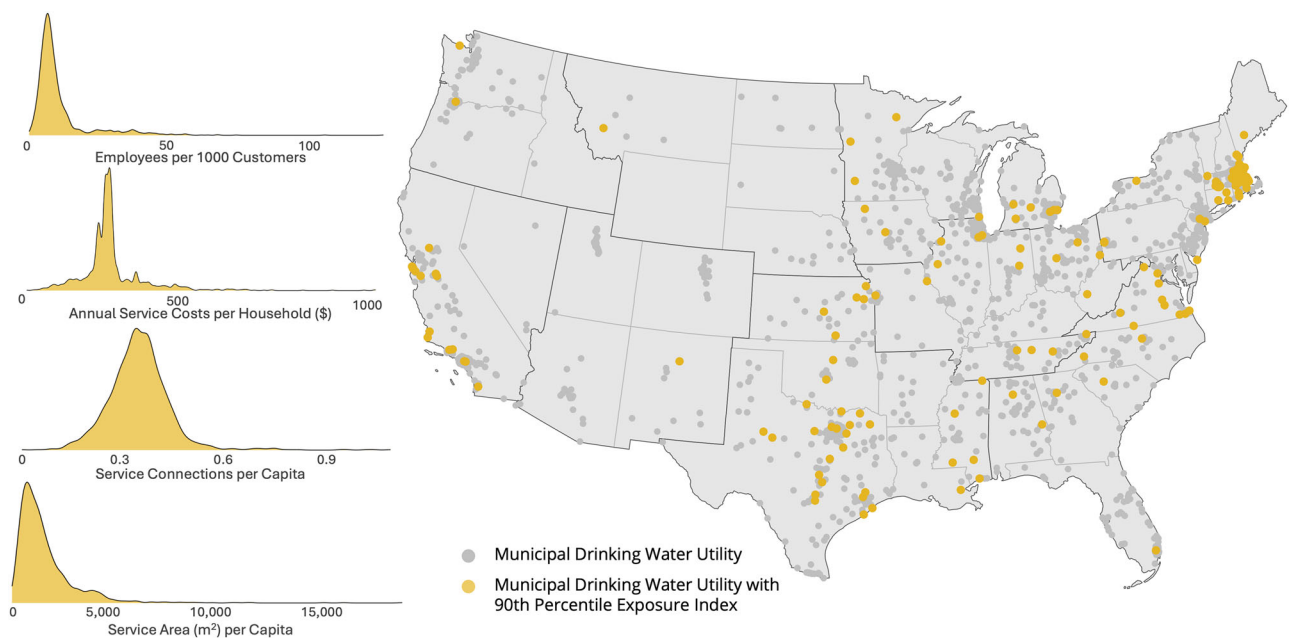 0 50 100
Employees per 1000 Customers
0 500 1000
Annual Service Costs per Household ($)
0 0.3 0.6 0.9
Service Connections per Capita
0 5,000 10,000 15,000
Service Area (m²) per Capita
Municipal Drinking Water Utility
Municipal Drinking Water Utility with
90th Percentile Exposure Index